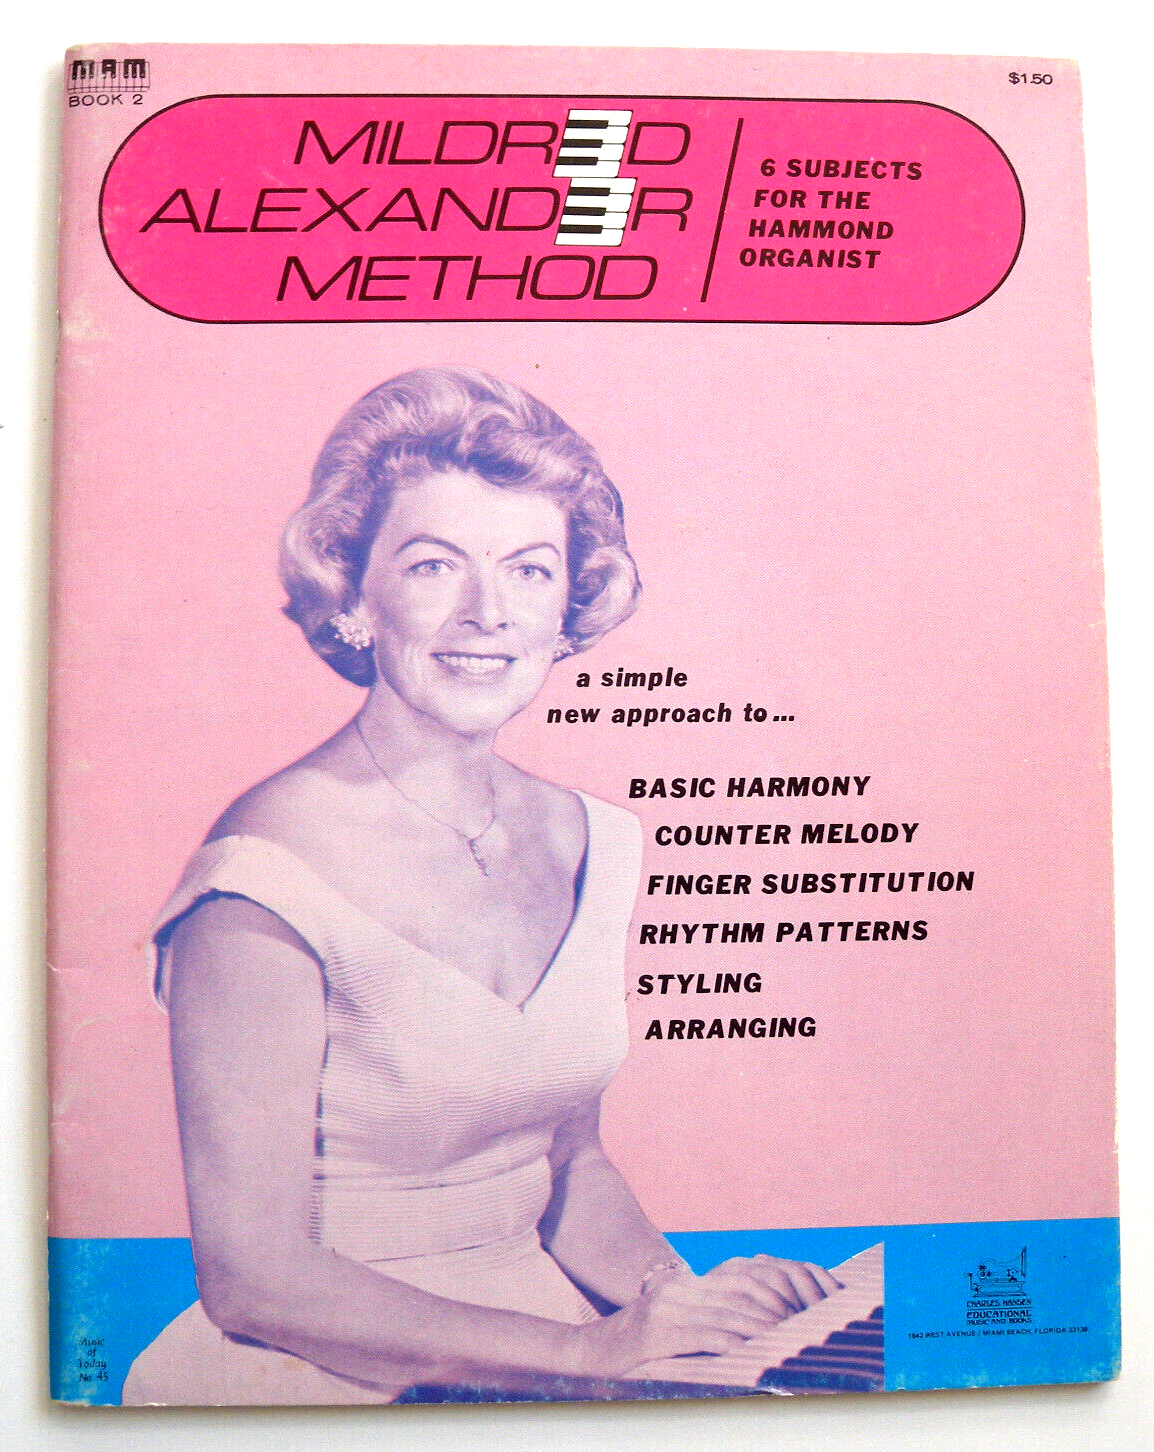 MAM
BOOK 2
$1.50
MILDRED
ALEXANDER
METHOD
6 SUBJECTS
FOR THE
HAMMOND
ORGANIST
a simple
new approach to...
BASIC HARMONY
COUNTER MELODY
FINGER SUBSTITUTION
RHYTHM PATTERNS
STYLING
ARRANGING
Music
of
Today
No. 45
CHARLES HANSEN
EDUCATIONAL
MUSIC AND BOOKS
1842 WEST AVENUE / MIAMI BEACH, FLORIDA 33139